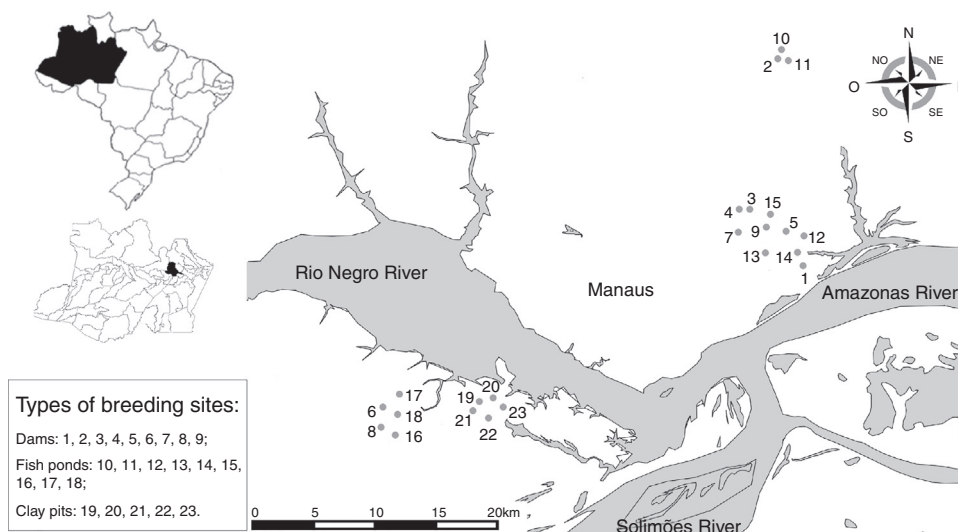 10
2 11
N
NO NE
O
SO SE
S
3
4 15
9 5
7 12
13 14
1
Rio Negro River
Manaus
Amazonas River
17
6 18
8 16
20
19
21 23
22
Types of breeding sites:
Dams: 1, 2, 3, 4, 5, 6, 7, 8, 9;
Fish ponds: 10, 11, 12, 13, 14, 15,
16, 17, 18;
Clay pits: 19, 20, 21, 22, 23.
0 5 10 15 20km
Solimões River